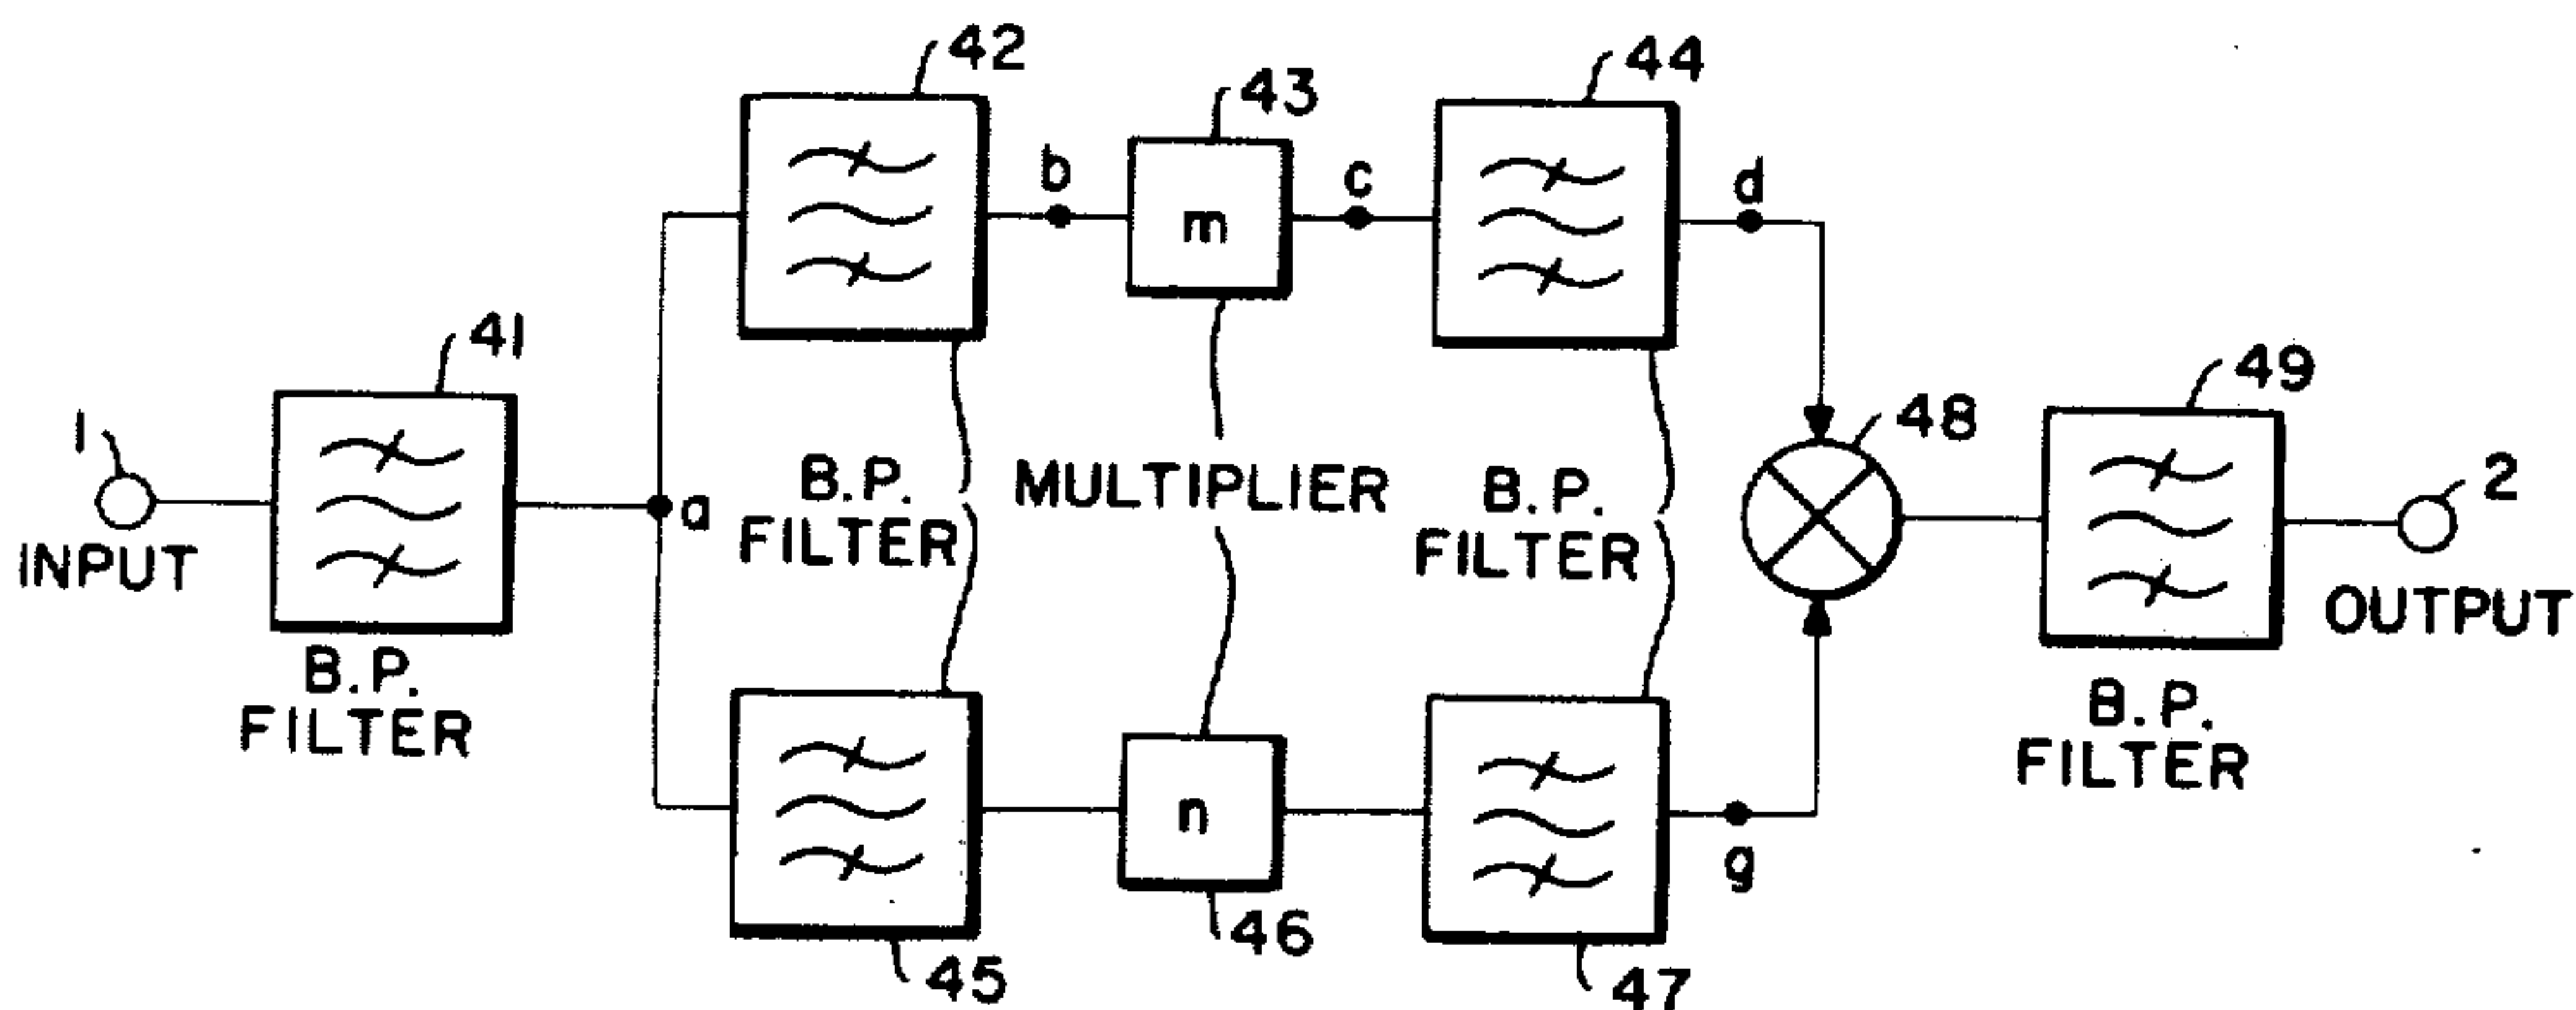 42
43
44
b
c
d
m
41
49
1
48
B.P.
FILTER
MULTIPLIER
B.P.
FILTER
2
a
INPUT
OUTPUT
B.P.
FILTER
B.P.
FILTER
n
g
46
45
47